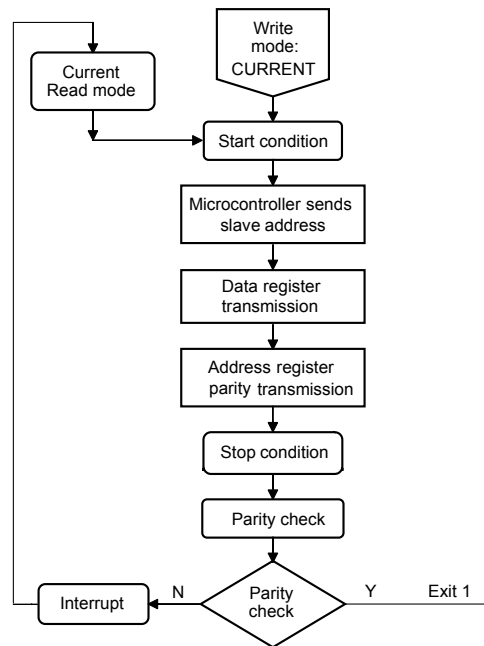 Write
mode:
CURRENT
Current
Read mode
Start condition
Microcontroller sends
slave address
Data register
transmission
Address register
parity transmission
Stop condition
Parity check
Interrupt
N
Parity
check
Y
Exit 1